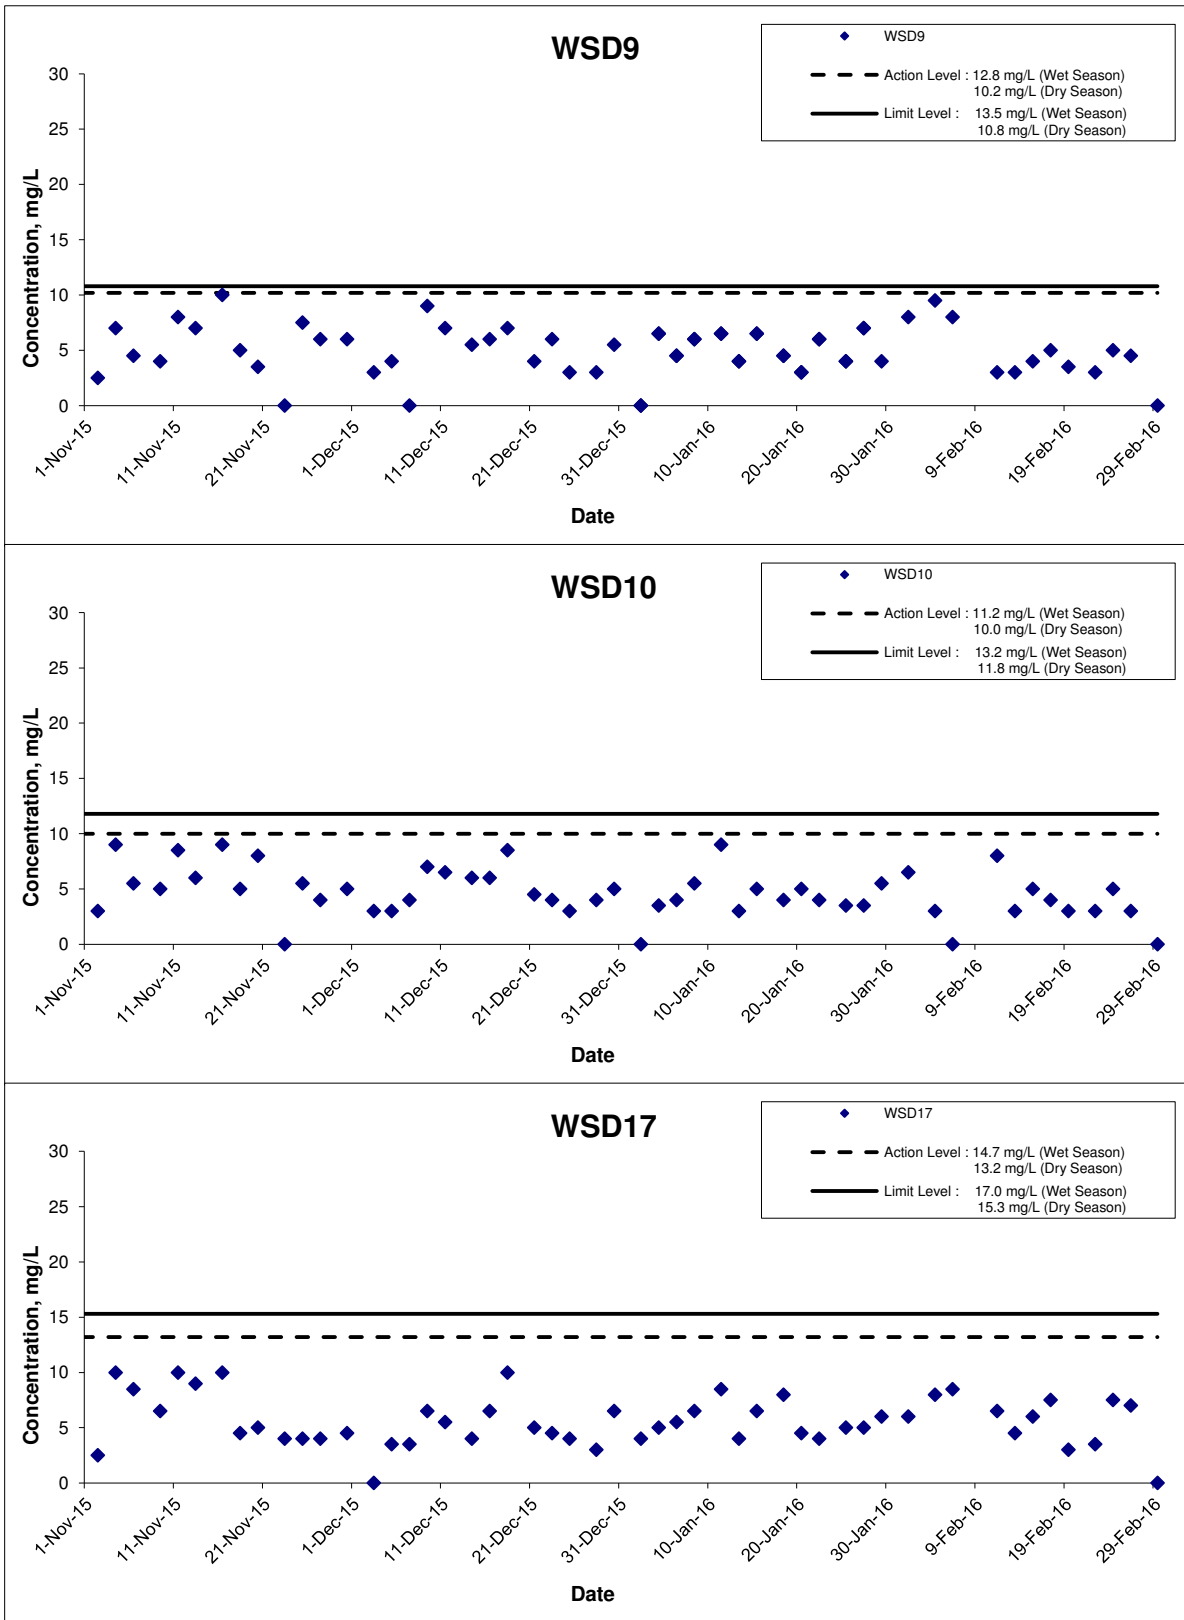 WSD9
WSD9
Action Level : 12.8 mg/L (Wet Season)
10.2 mg/L (Dry Season)
Limit Level : 13.5 mg/L (Wet Season)
10.8 mg/L (Dry Season)
Concentration, mg/L
30
25
20
15
10
5
0
1-Nov-15 11-Nov-15 21-Nov-15 1-Dec-15 11-Dec-15 21-Dec-15 31-Dec-15 10-Jan-16 20-Jan-16 30-Jan-16 9-Feb-16 19-Feb-16 29-Feb-16
Date
WSD10
WSD10
Action Level : 11.2 mg/L (Wet Season)
10.0 mg/L (Dry Season)
Limit Level : 13.2 mg/L (Wet Season)
11.8 mg/L (Dry Season)
Concentration, mg/L
30
25
20
15
10
5
0
1-Nov-15 11-Nov-15 21-Nov-15 1-Dec-15 11-Dec-15 21-Dec-15 31-Dec-15 10-Jan-16 20-Jan-16 30-Jan-16 9-Feb-16 19-Feb-16 29-Feb-16
Date
WSD17
WSD17
Action Level : 14.7 mg/L (Wet Season)
13.2 mg/L (Dry Season)
Limit Level : 17.0 mg/L (Wet Season)
15.3 mg/L (Dry Season)
Concentration, mg/L
30
25
20
15
10
5
0
1-Nov-15 11-Nov-15 21-Nov-15 1-Dec-15 11-Dec-15 21-Dec-15 31-Dec-15 10-Jan-16 20-Jan-16 30-Jan-16 9-Feb-16 19-Feb-16 29-Feb-16
Date